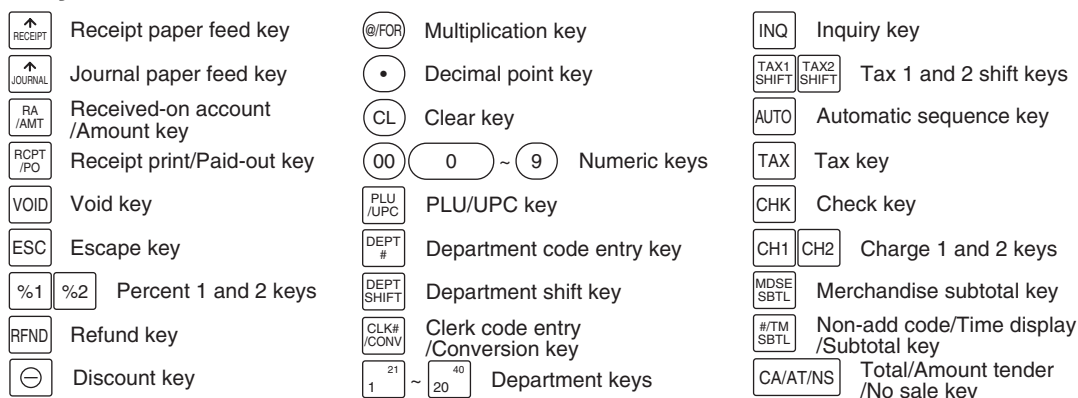 RECEIPT Receipt paper feed key
JOURNAL Journal paper feed key
RA
/AMT
Received-on account
/Amount key
RCPT
/PO
Receipt print/Paid-out key
VOID Void key
ESC Escape key
%1 %2 Percent 1 and 2 keys
RFND Refund key
Discount key
@/FOR Multiplication key
• Decimal point key
CL Clear key
00 0 ~ 9 Numeric keys
PLU
/UPC
PLU/UPC key
DEPT
#
Department code entry key
DEPT
SHIFT
Department shift key
CLK#
/CONV
Clerk code entry
/Conversion key
21 40
1 ~ 20 Department keys
INQ Inquiry key
TAX1 TAX2
SHIFT SHIFT
Tax 1 and 2 shift keys
AUTO Automatic sequence key
TAX Tax key
CHK Check key
CH1 CH2 Charge 1 and 2 keys
MDSE
SBTL
Merchandise subtotal key
#/TM
SBTL
Non-add code/Time display
/Subtotal key
CA/AT/NS
Total/Amount tender
/No sale key